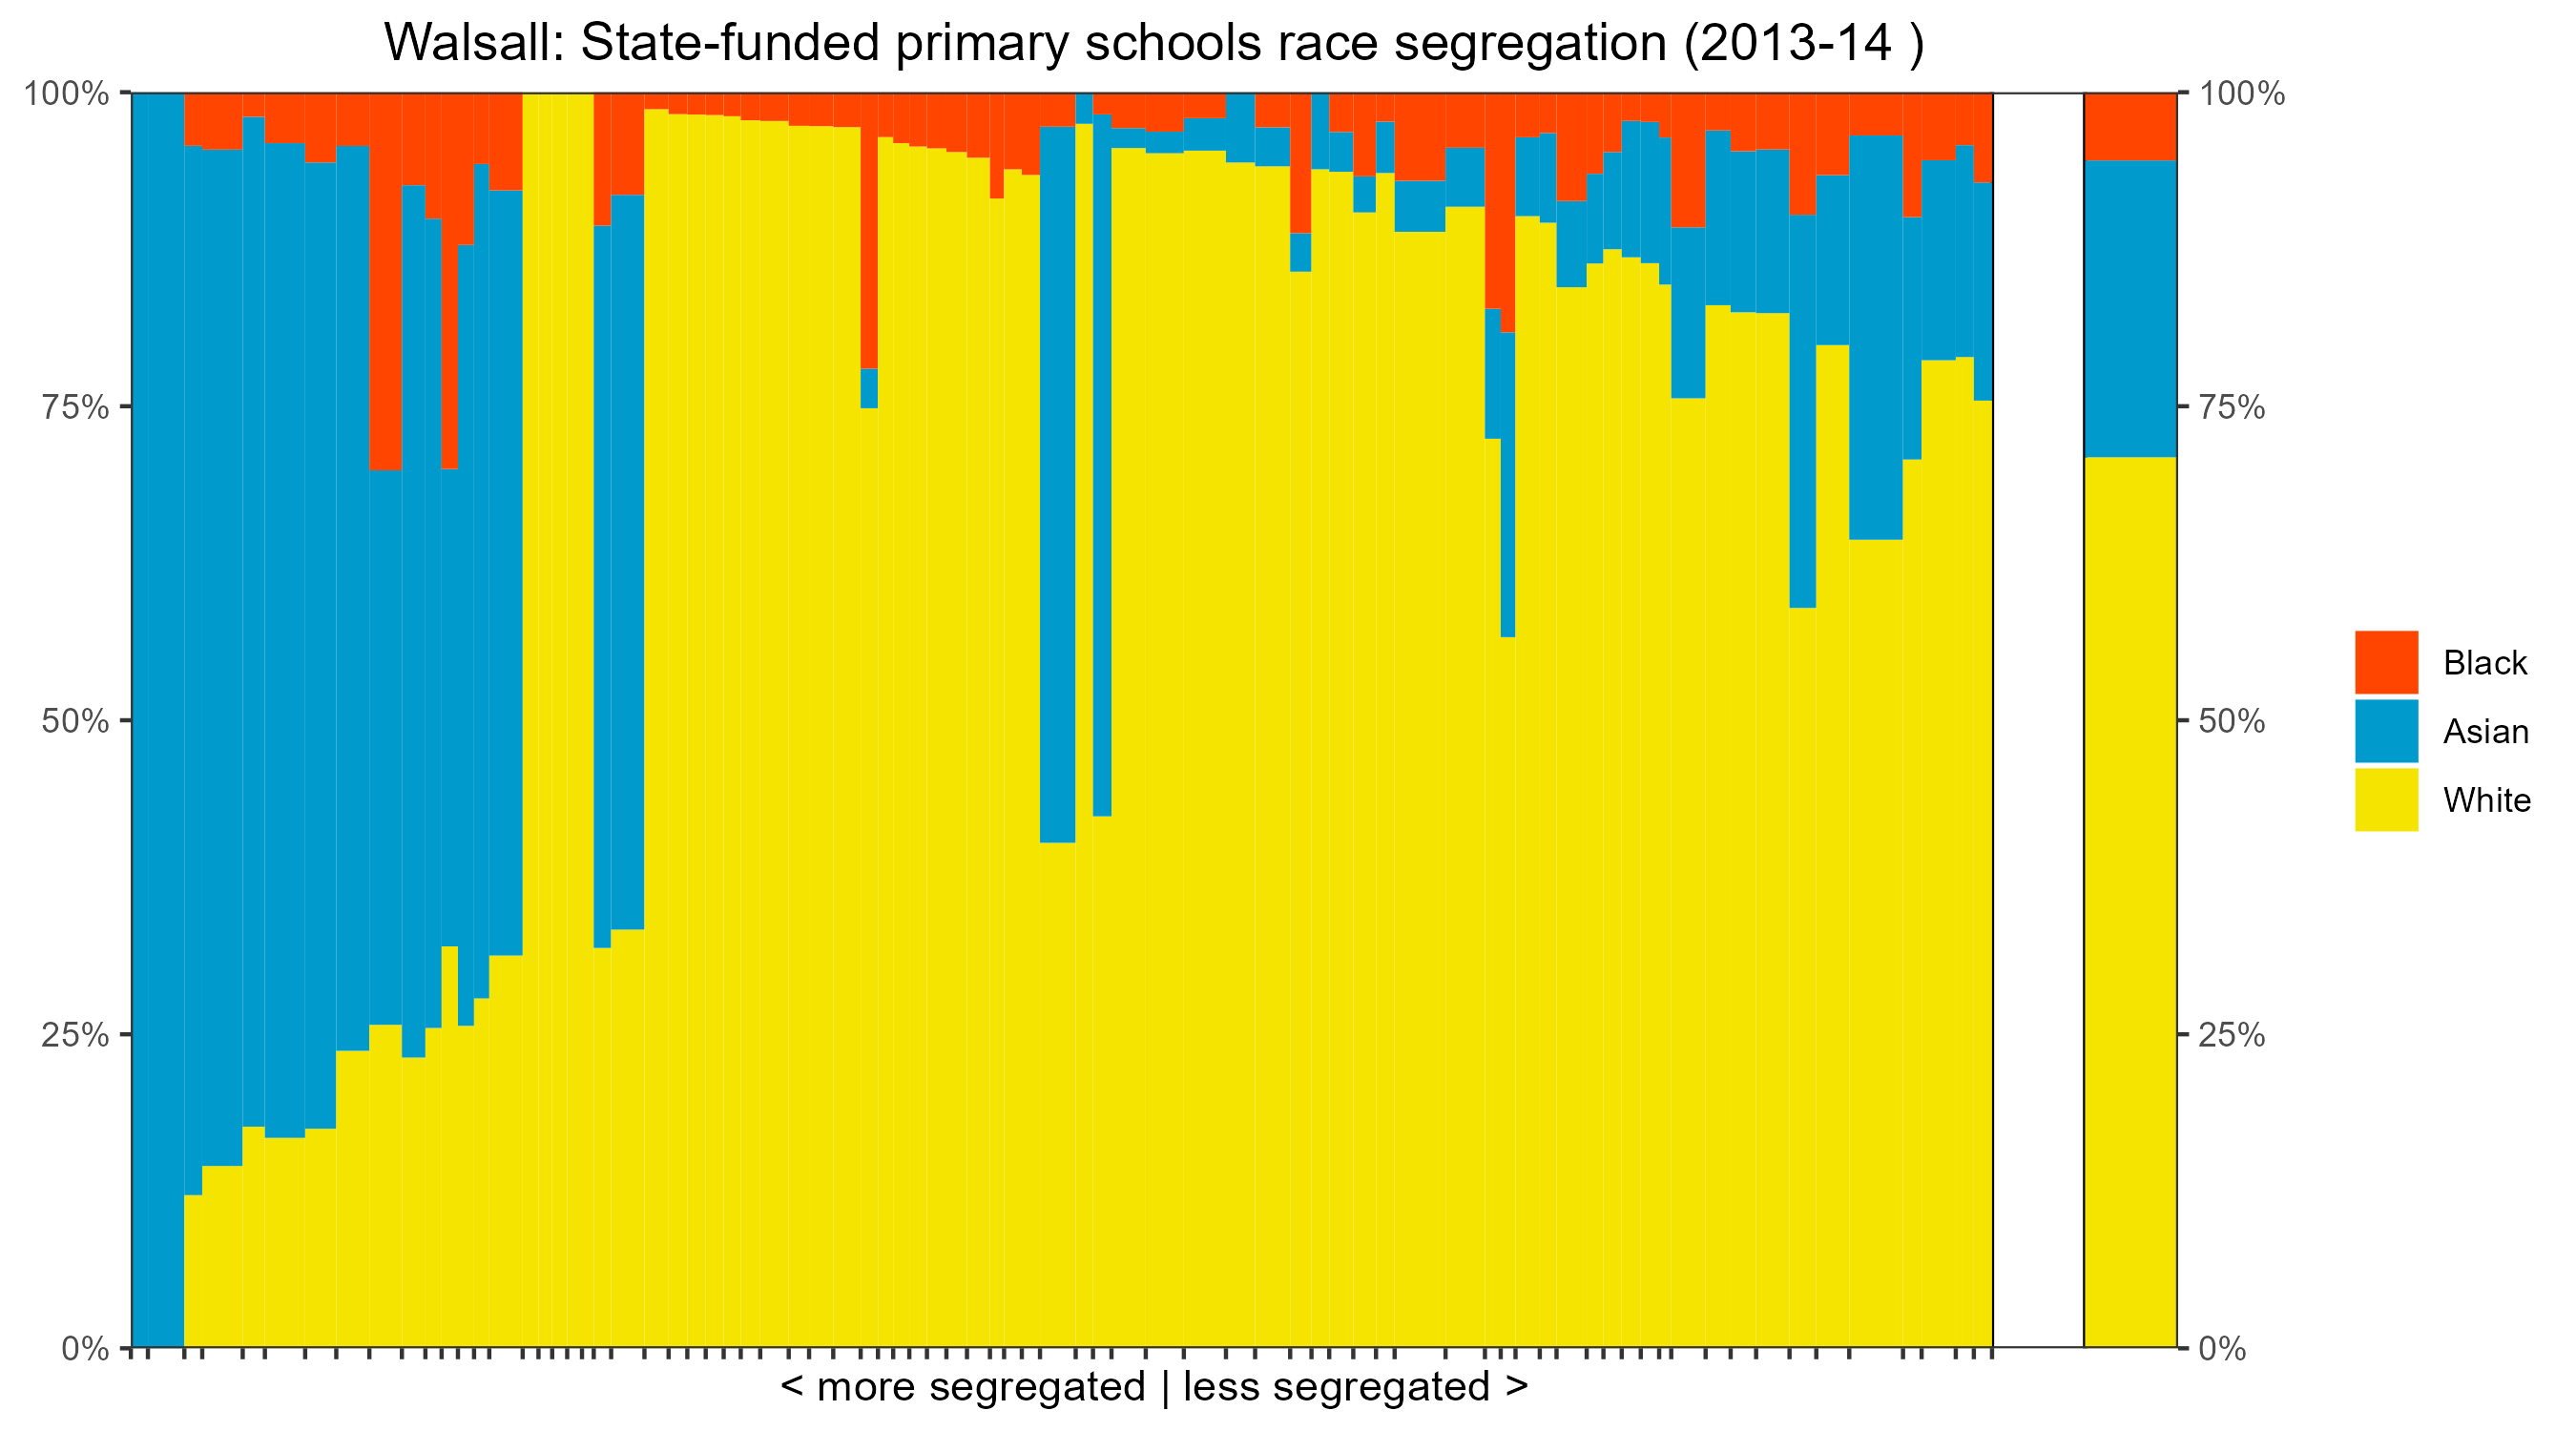 Walsall: State-funded primary schools race segregation (2013-14 )
100%
75%
50%
25%
0%
100%
75%
50%
25%
0%
Black
Asian
White
< more segregated | less segregated >